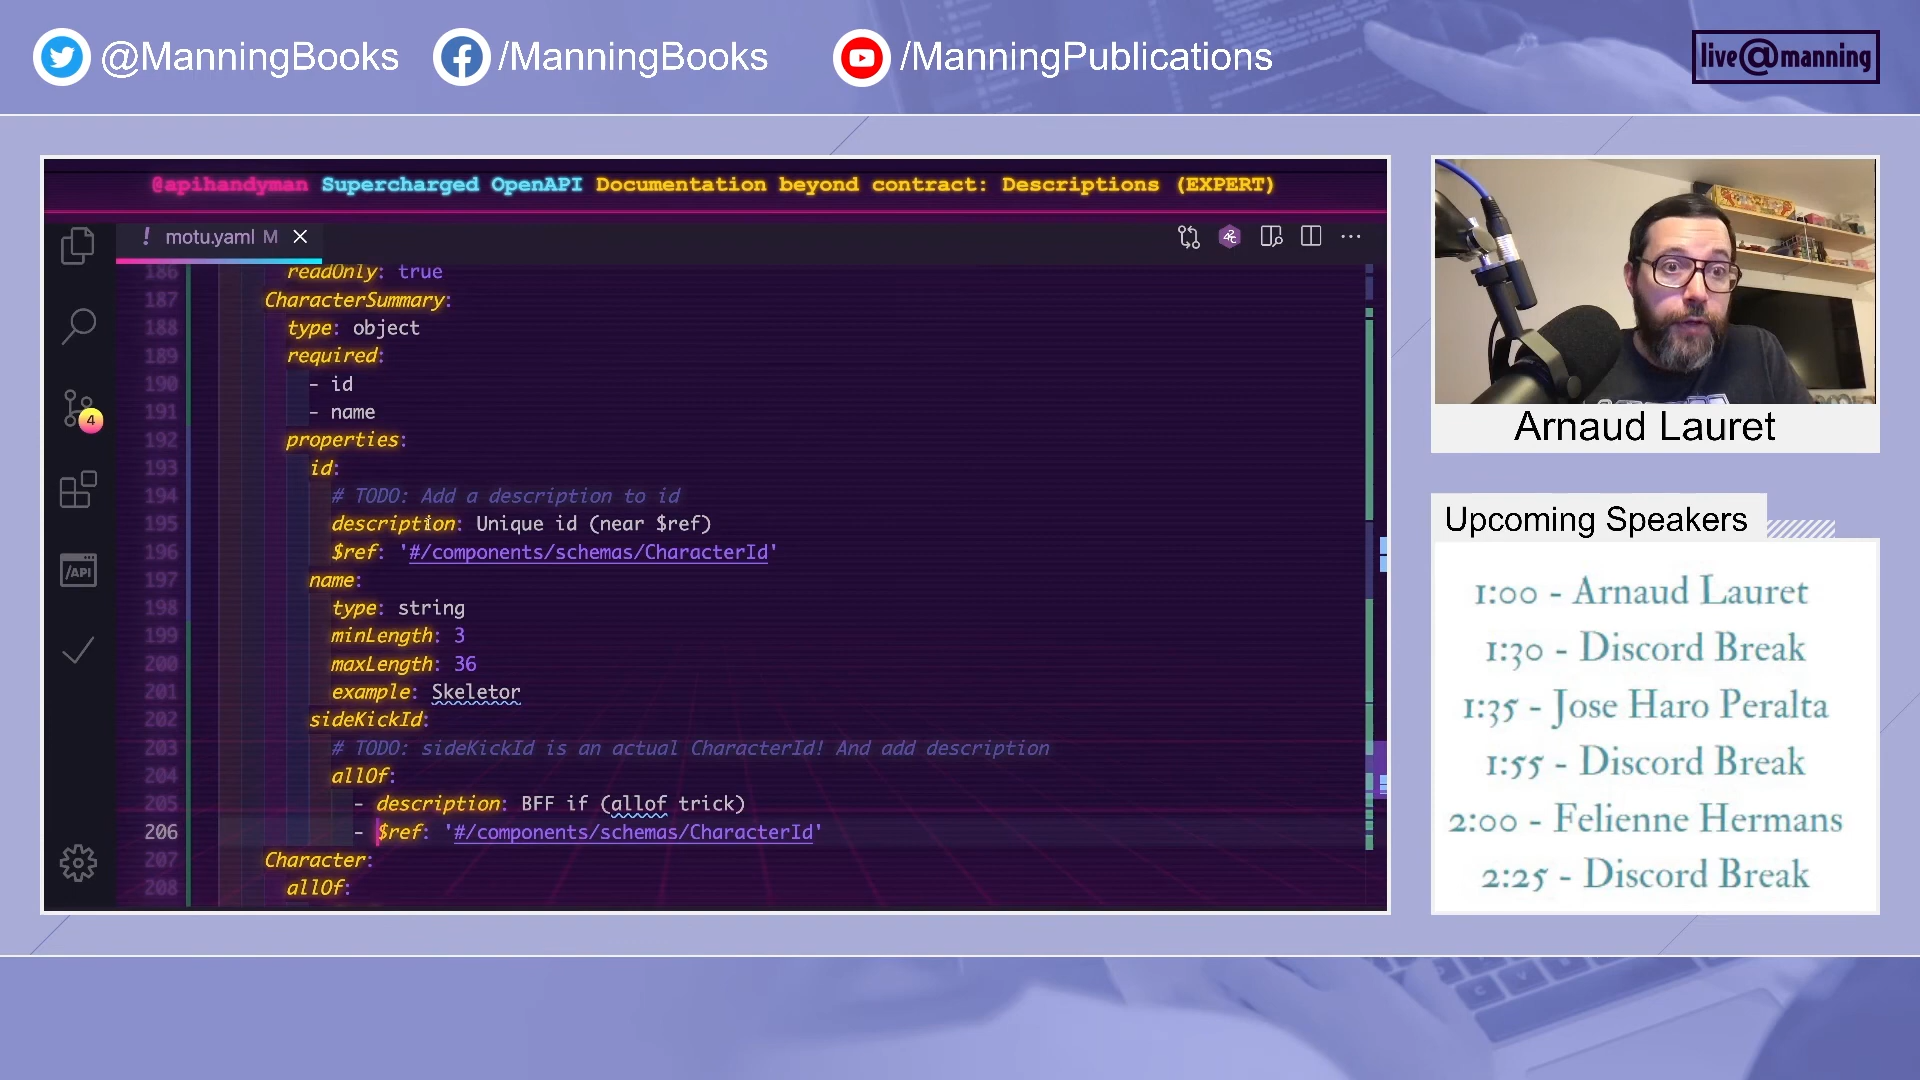 @ManningBooks /ManningBooks /ManningPublications live@manning
@apihandyman Supercharged OpenAPI Documentation beyond contract: Descriptions (EXPERT)
! motu.yaml M
186 readOnly: true
187 CharacterSummary:
188 type: object
189 required:
190 - id
191 - name
192 properties:
193 id:
194 # TODO: Add a description to id
195 description: Unique id (near $ref)
196 $ref: '#/components/schemas/CharacterId'
197 name:
198 type: string
199 minLength: 3
200 maxLength: 36
201 example: Skeletor
202 sideKickId:
203 # TODO: sideKickId is an actual CharacterId! And add description
204 allOf:
205 - description: BFF if (allof trick)
206 - $ref: '#/components/schemas/CharacterId'
207 Character:
208 allOf:
4
/API
Arnaud Lauret
Upcoming Speakers
1:00 - Arnaud Lauret
1:30 - Discord Break
1:35 - Jose Haro Peralta
1:55 - Discord Break
2:00 - Felienne Hermans
2:25 - Discord Break